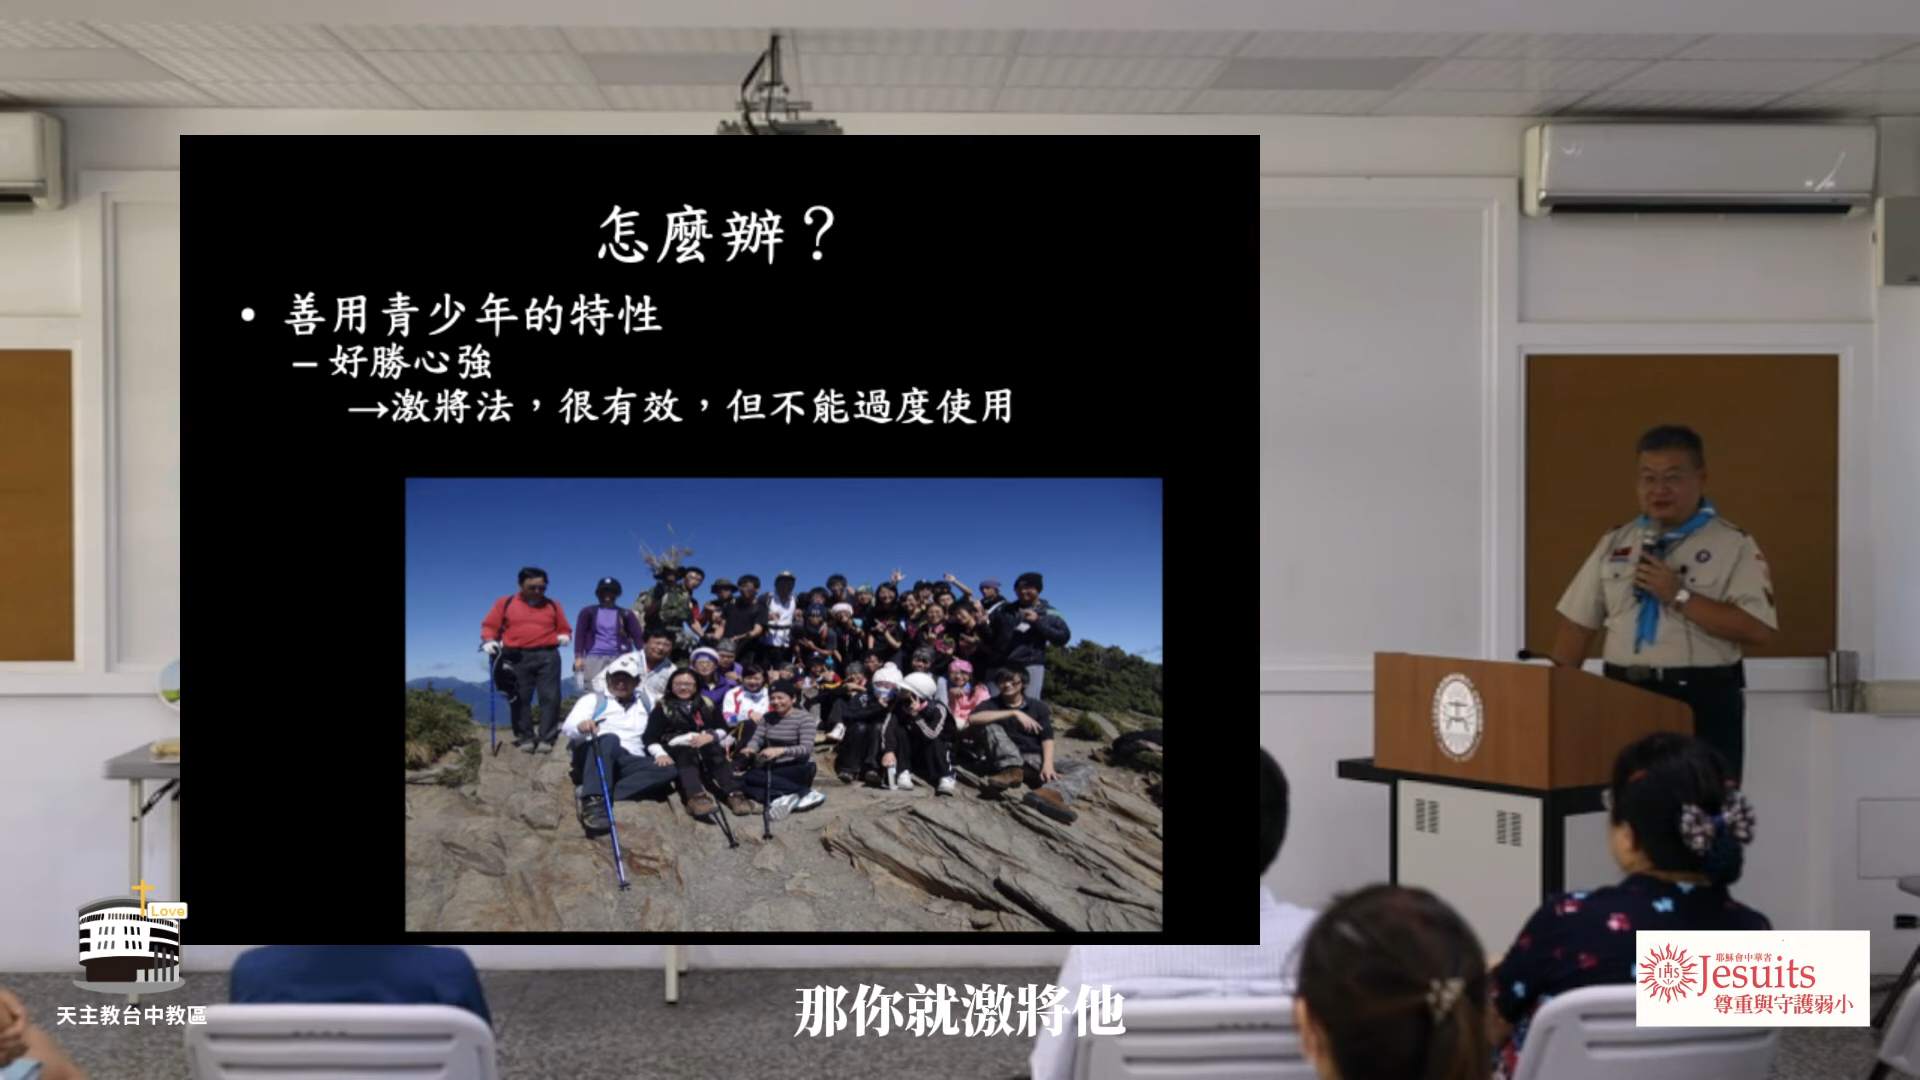 怎麼辦？
• 善用青少年的特性
– 好勝心強
→激將法，很有效，但不能過度使用
Love
天主教台中教區
那你就激將他
耶穌會中華省
IHS
Jesuits
尊重與守護弱小